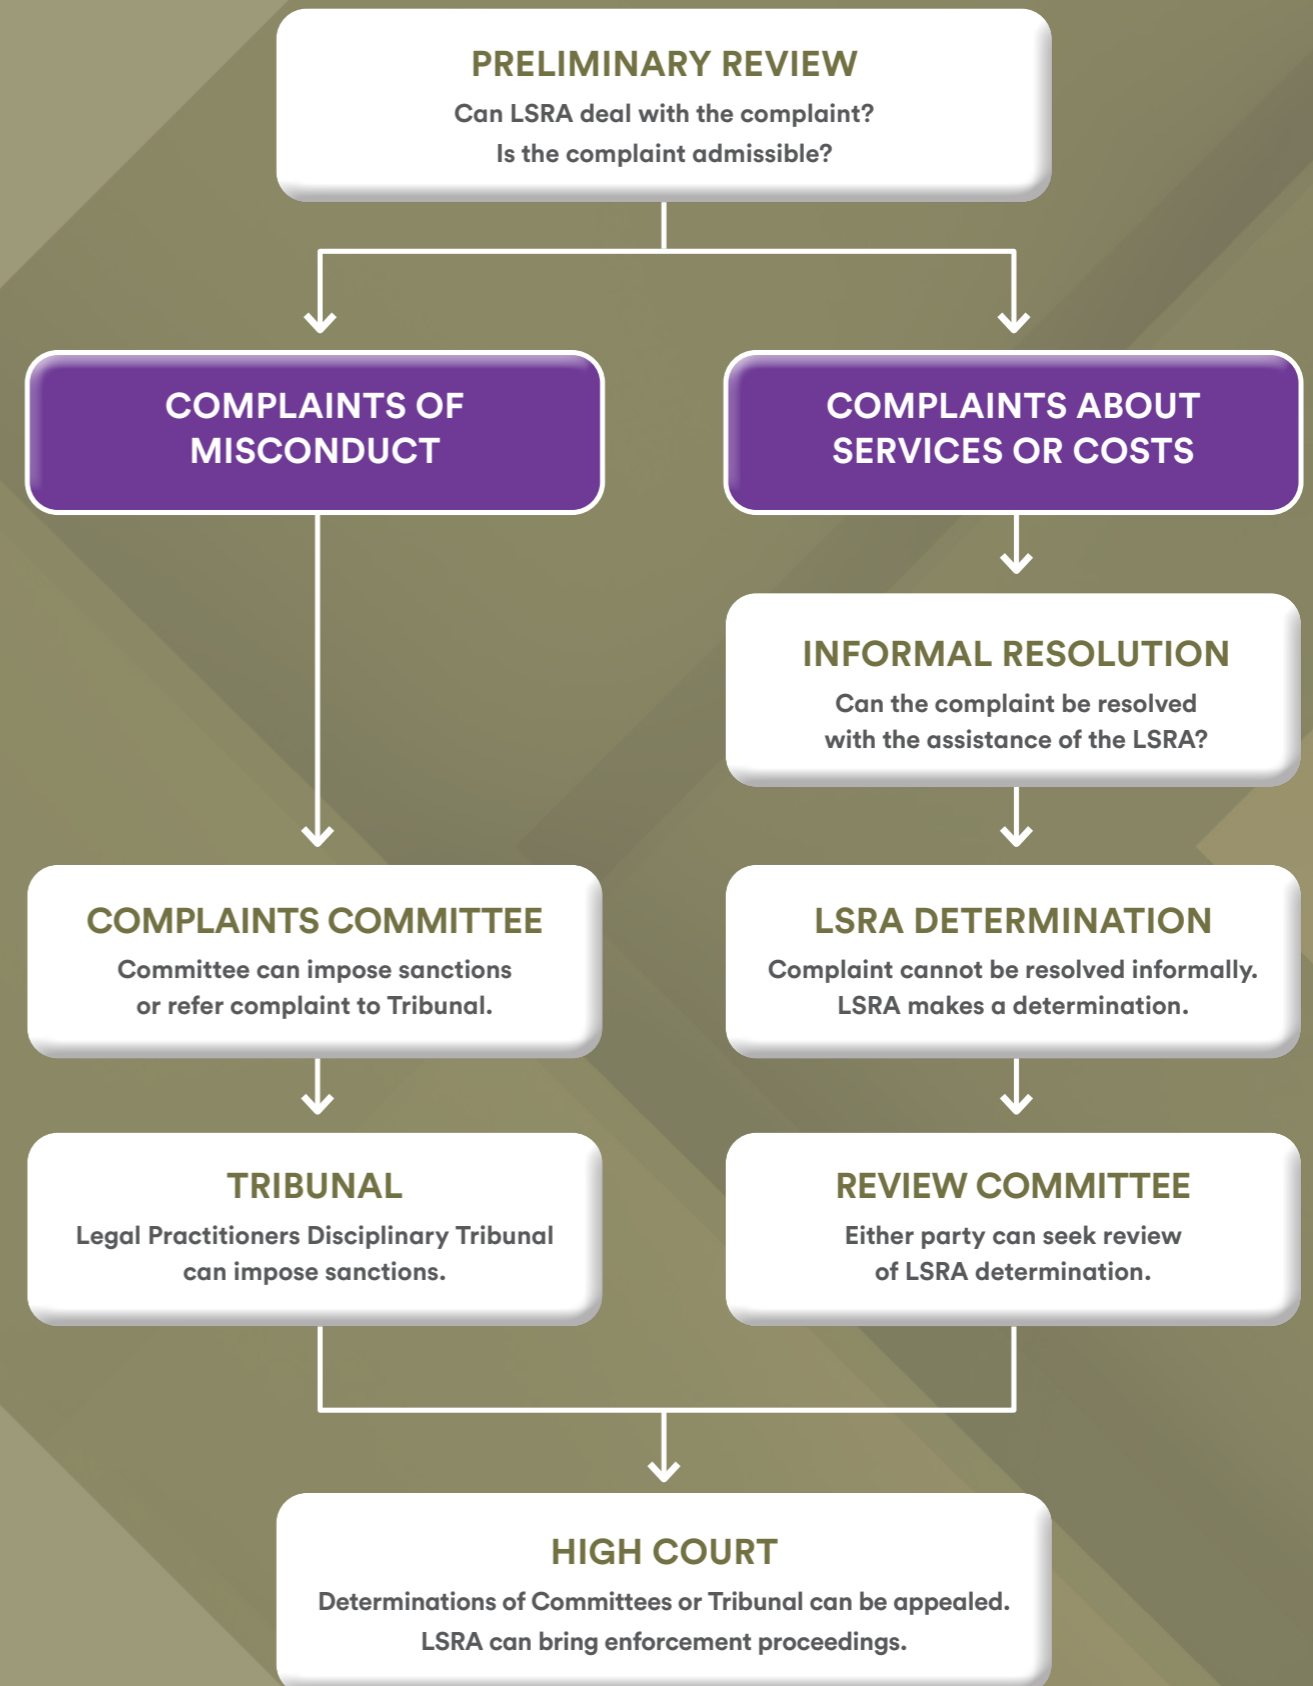 PRELIMINARY REVIEW
Can LSRA deal with the complaint?
Is the complaint admissible?
COMPLAINTS OF
MISCONDUCT
COMPLAINTS ABOUT
SERVICES OR COSTS
INFORMAL RESOLUTION
Can the complaint be resolved
with the assistance of the LSRA?
COMPLAINTS COMMITTEE
Committee can impose sanctions
or refer complaint to Tribunal.
LSRA DETERMINATION
Complaint cannot be resolved informally.
LSRA makes a determination.
TRIBUNAL
Legal Practitioners Disciplinary Tribunal
can impose sanctions.
REVIEW COMMITTEE
Either party can seek review
of LSRA determination.
HIGH COURT
Determinations of Committees or Tribunal can be appealed.
LSRA can bring enforcement proceedings.